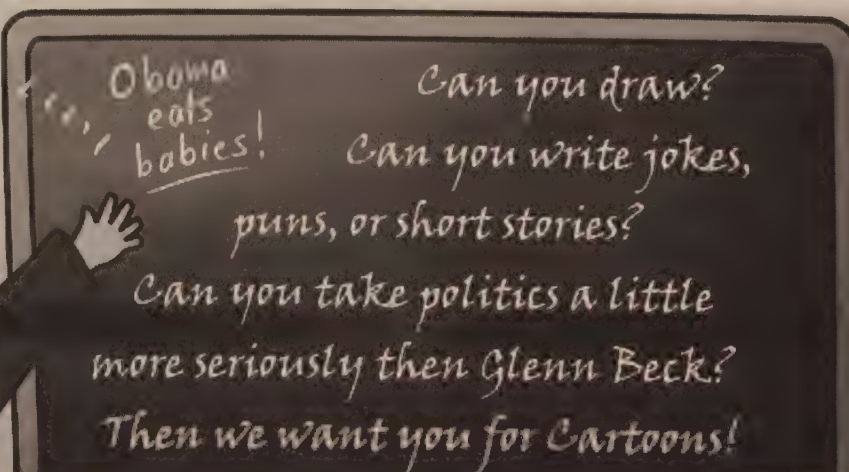 Obama
eats
babies!
Can you draw?
Can you write jokes,
puns, or short stories?
Can you take politics a little
more seriously then Glenn Beck?
Then we want you for Cartoons!